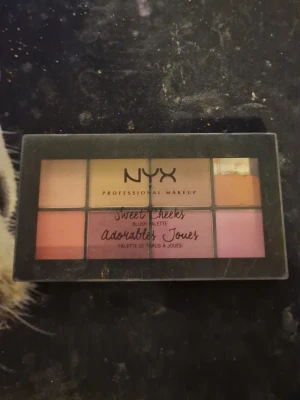 NYX
PROFESSIONAL MAKEUP
Sweet Cheeks
BLUSH PALETTE
Adorables Joues
PALETTE DE FARDS À JOUES